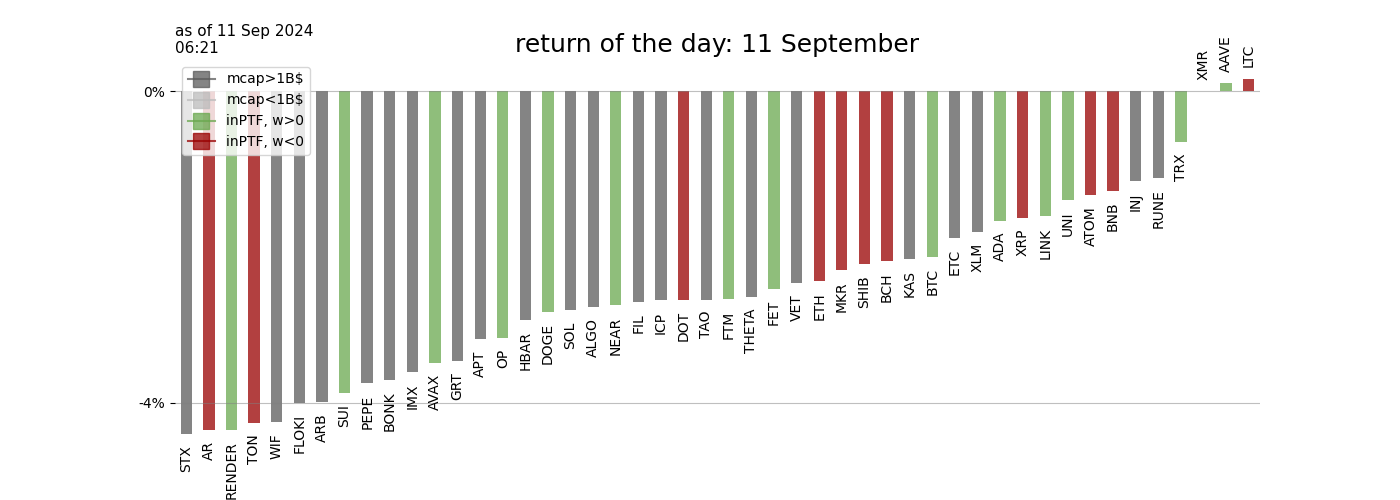 as of 11 Sep 2024
06:21
return of the day: 11 September
mcap>1B$
mcap<1B$
inPTF, w>0
inPTF, w<0
0%
-4%
STX
AR
RENDER
TON
WIF
FLOKI
ARB
SUI
PEPE
BONK
IMX
AVAX
GRT
APT
OP
HBAR
DOGE
SOL
ALGO
NEAR
FIL
ICP
DOT
TAO
FTM
THETA
FET
VET
ETH
MKR
SHIB
BCH
KAS
BTC
ETC
XLM
ADA
XRP
LINK
UNI
ATOM
BNB
INJ
RUNE
TRX
XMR
AAVE
LTC